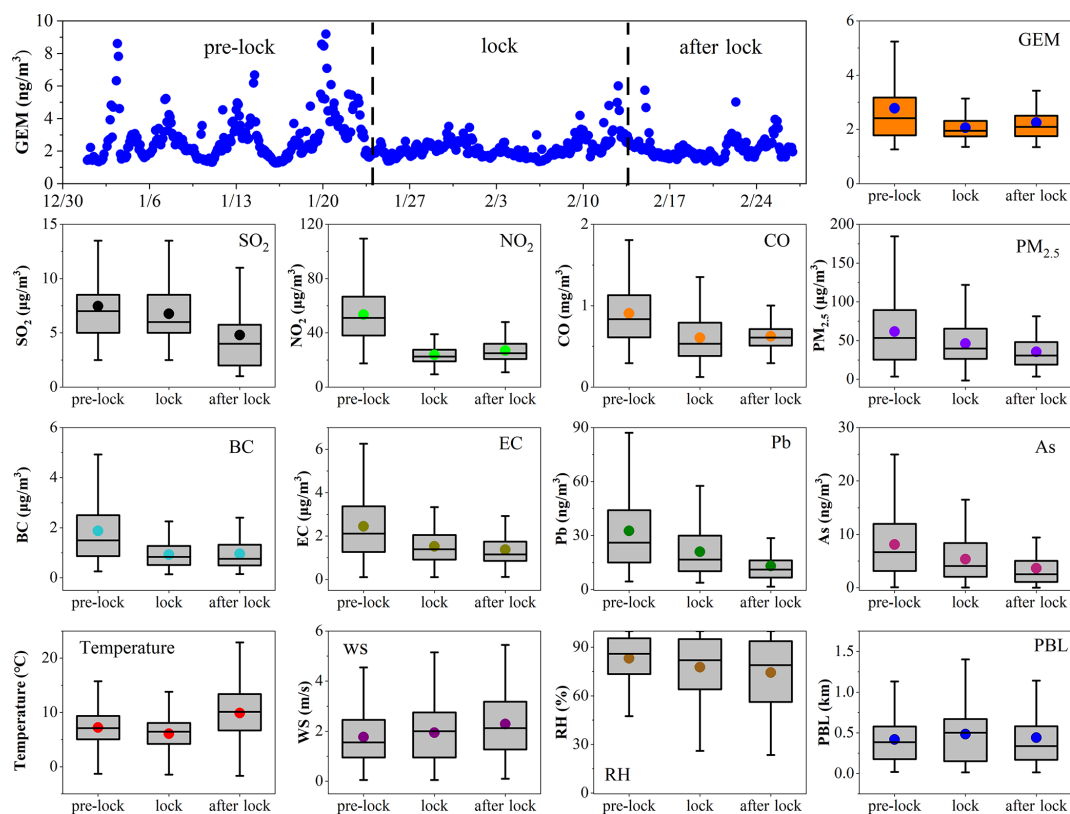 GEM (ng/m³)
10
8
6
4
2
0
pre-lock
lock
after lock
12/30
1/6
1/13
1/20
1/27
2/3
2/10
2/17
2/24
GEM
6
4
2
0
pre-lock
lock
after lock
SO₂
SO₂ (μg/m³)
15
10
5
0
pre-lock
lock
after lock
NO₂
NO₂ (μg/m³)
120
80
40
0
pre-lock
lock
after lock
CO
CO (mg/m³)
2
1
0
pre-lock
lock
after lock
PM₂.₅
PM₂.₅ (μg/m³)
200
150
100
50
0
pre-lock
lock
after lock
BC
BC (μg/m³)
6
4
2
0
pre-lock
lock
after lock
EC
EC (μg/m³)
6
4
2
0
pre-lock
lock
after lock
Pb
Pb (ng/m³)
90
60
30
0
pre-lock
lock
after lock
As
As (ng/m³)
30
20
10
0
pre-lock
lock
after lock
Temperature
Temperature (℃)
20
10
0
pre-lock
lock
after lock
WS
WS (m/s)
6
4
2
0
pre-lock
lock
after lock
RH (%)
90
60
30
0
RH
pre-lock
lock
after lock
PBL
PBL (km)
1.5
1.0
0.5
0.0
pre-lock
lock
after lock